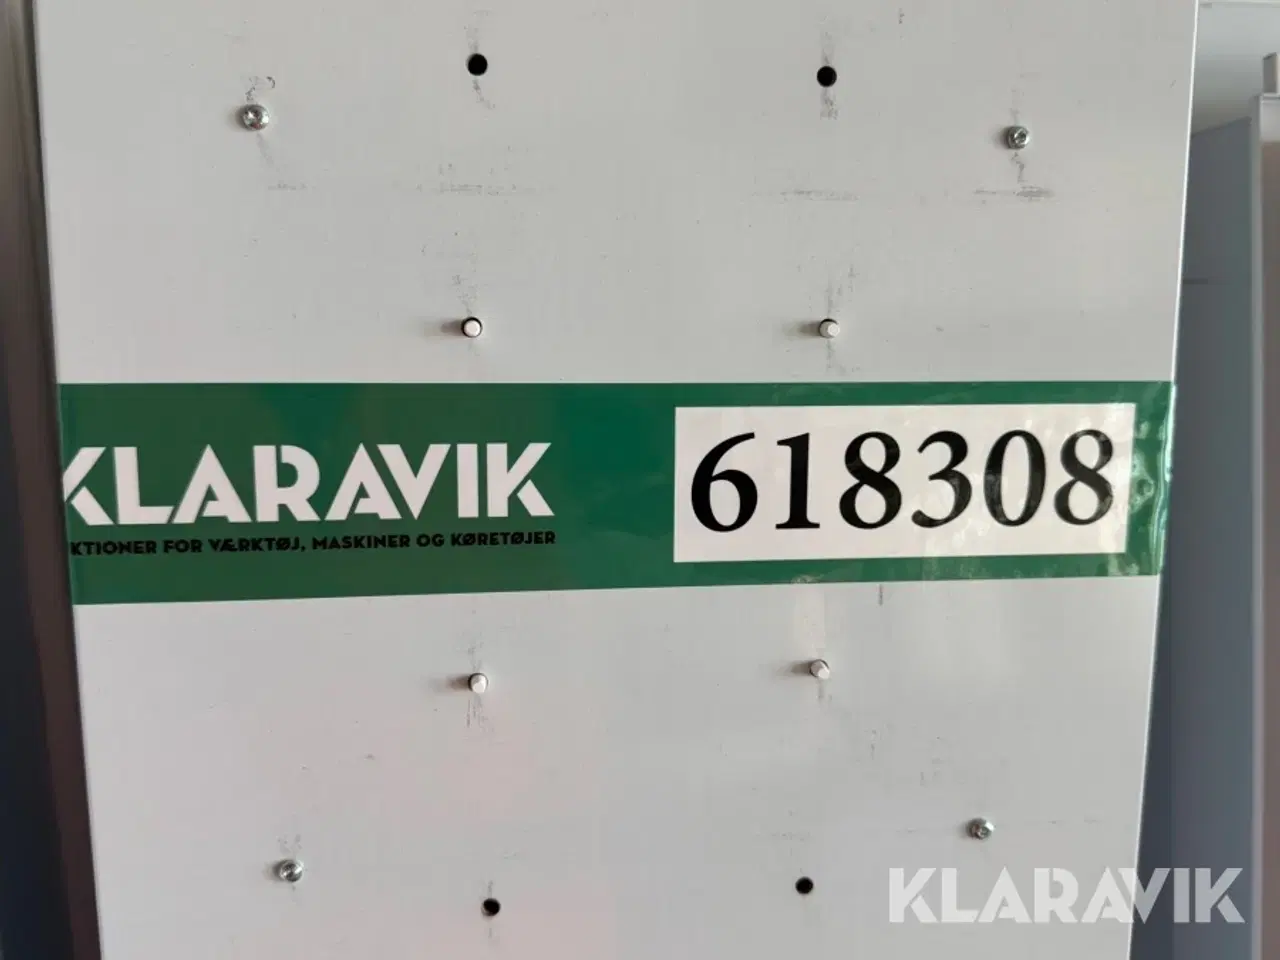 KLARAVIK
618308
KTIONER FOR VÆRKTØJ, MASKINER OG KØRETØJER
KLARAVIK